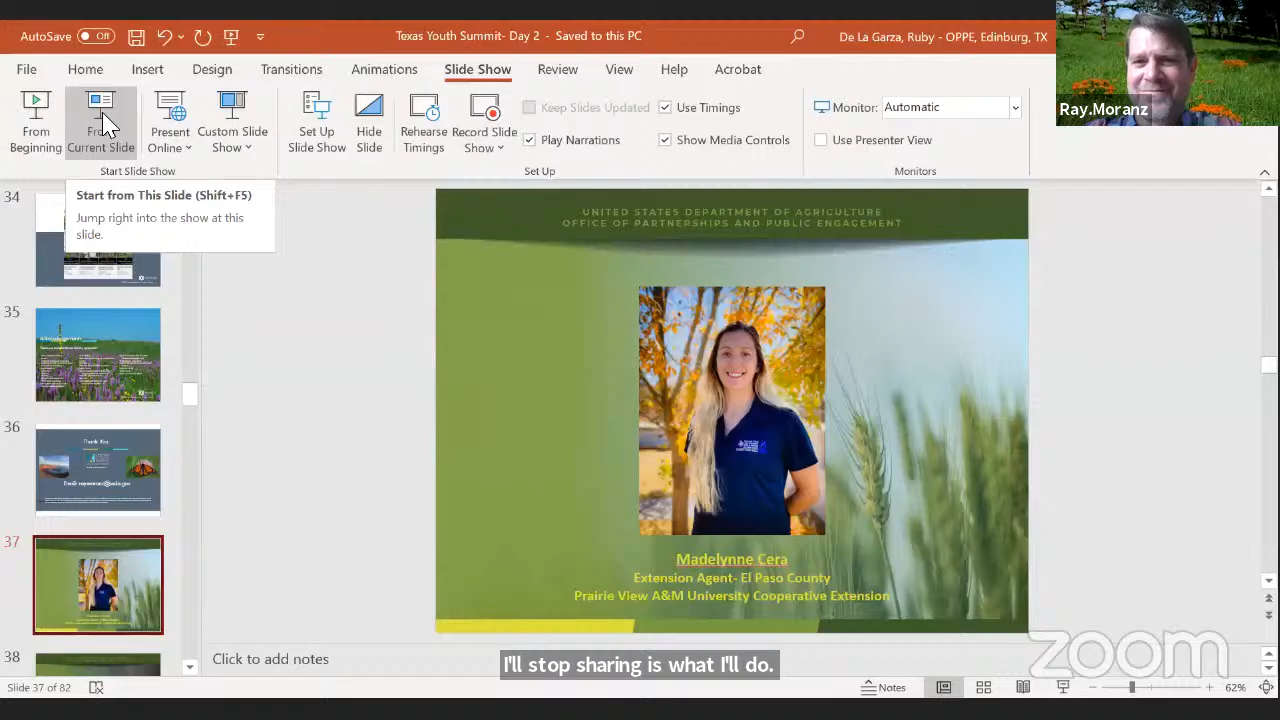 AutoSave Off
Texas Youth Summit- Day 2 - Saved to this PC
De La Garza, Ruby - OPPE, Edinburg, TX
File Home Insert Design Transitions Animations Slide Show Review View Help Acrobat
From Beginning
Current Slide
Present Online
Custom Slide Show
Set Up Slide Show
Hide Slide
Rehearse Timings
Record Slide Show
Keep Slides Updated
Play Narrations
Use Timings
Show Media Controls
Monitor: Automatic
Use Presenter View
Start Slide Show
Set Up
Monitors
Ray.Moranz
Start from This Slide (Shift+F5)
Jump right into the show at this
slide.
34
35
36
Thank You
37
38
UNITED STATES DEPARTMENT OF AGRICULTURE
OFFICE OF PARTNERSHIPS AND PUBLIC ENGAGEMENT
Madelynne Cera
Extension Agent- El Paso County
Prairie View A&M University Cooperative Extension
Click to add notes
I'll stop sharing is what I'll do.
zoom
Slide 37 of 82
Notes
62%